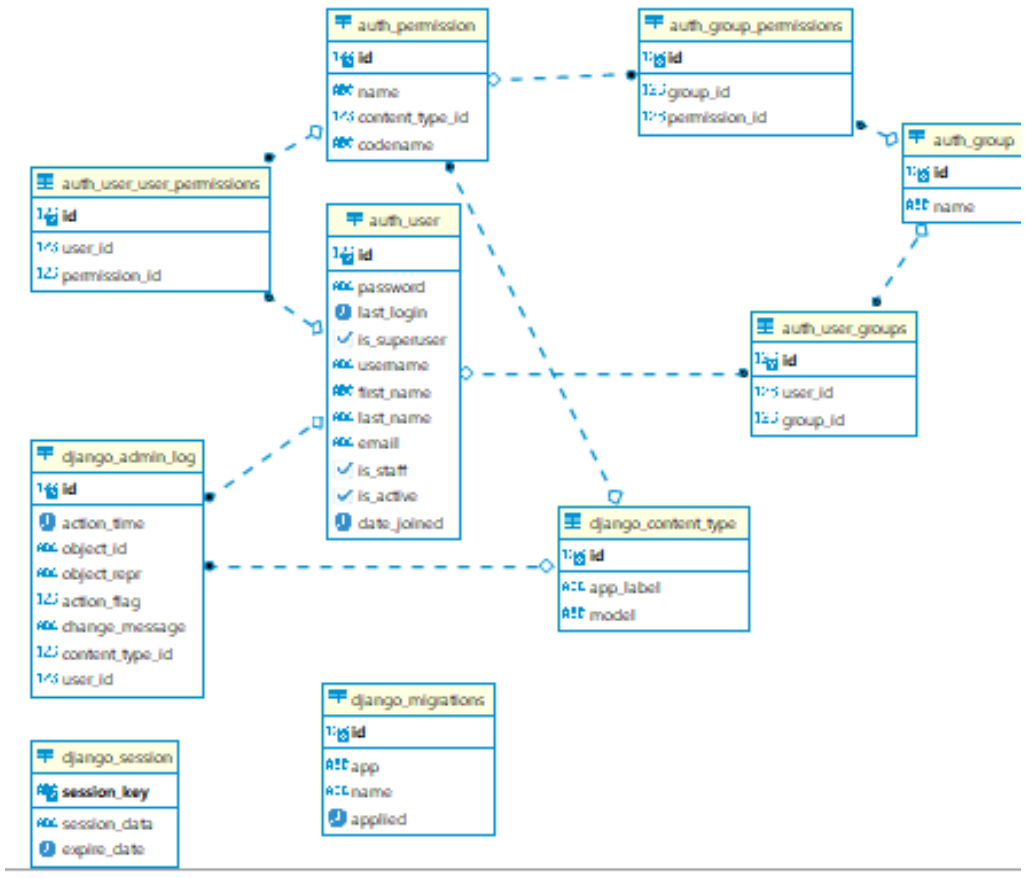 auth_permission
id
name
content_type_id
codename
auth_group_permissions
id
group_id
permission_id
auth_group
id
name
auth_user_user_permissions
id
user_id
permission_id
auth_user
id
password
last_login
is_superuser
username
first_name
last_name
email
is_staff
is_active
date_joined
auth_user_groups
id
user_id
group_id
django_admin_log
id
action_time
object_id
object_repr
action_flag
change_message
content_type_id
user_id
django_content_type
id
app_label
model
django_migrations
id
app
name
applied
django_session
session_key
session_data
expire_date